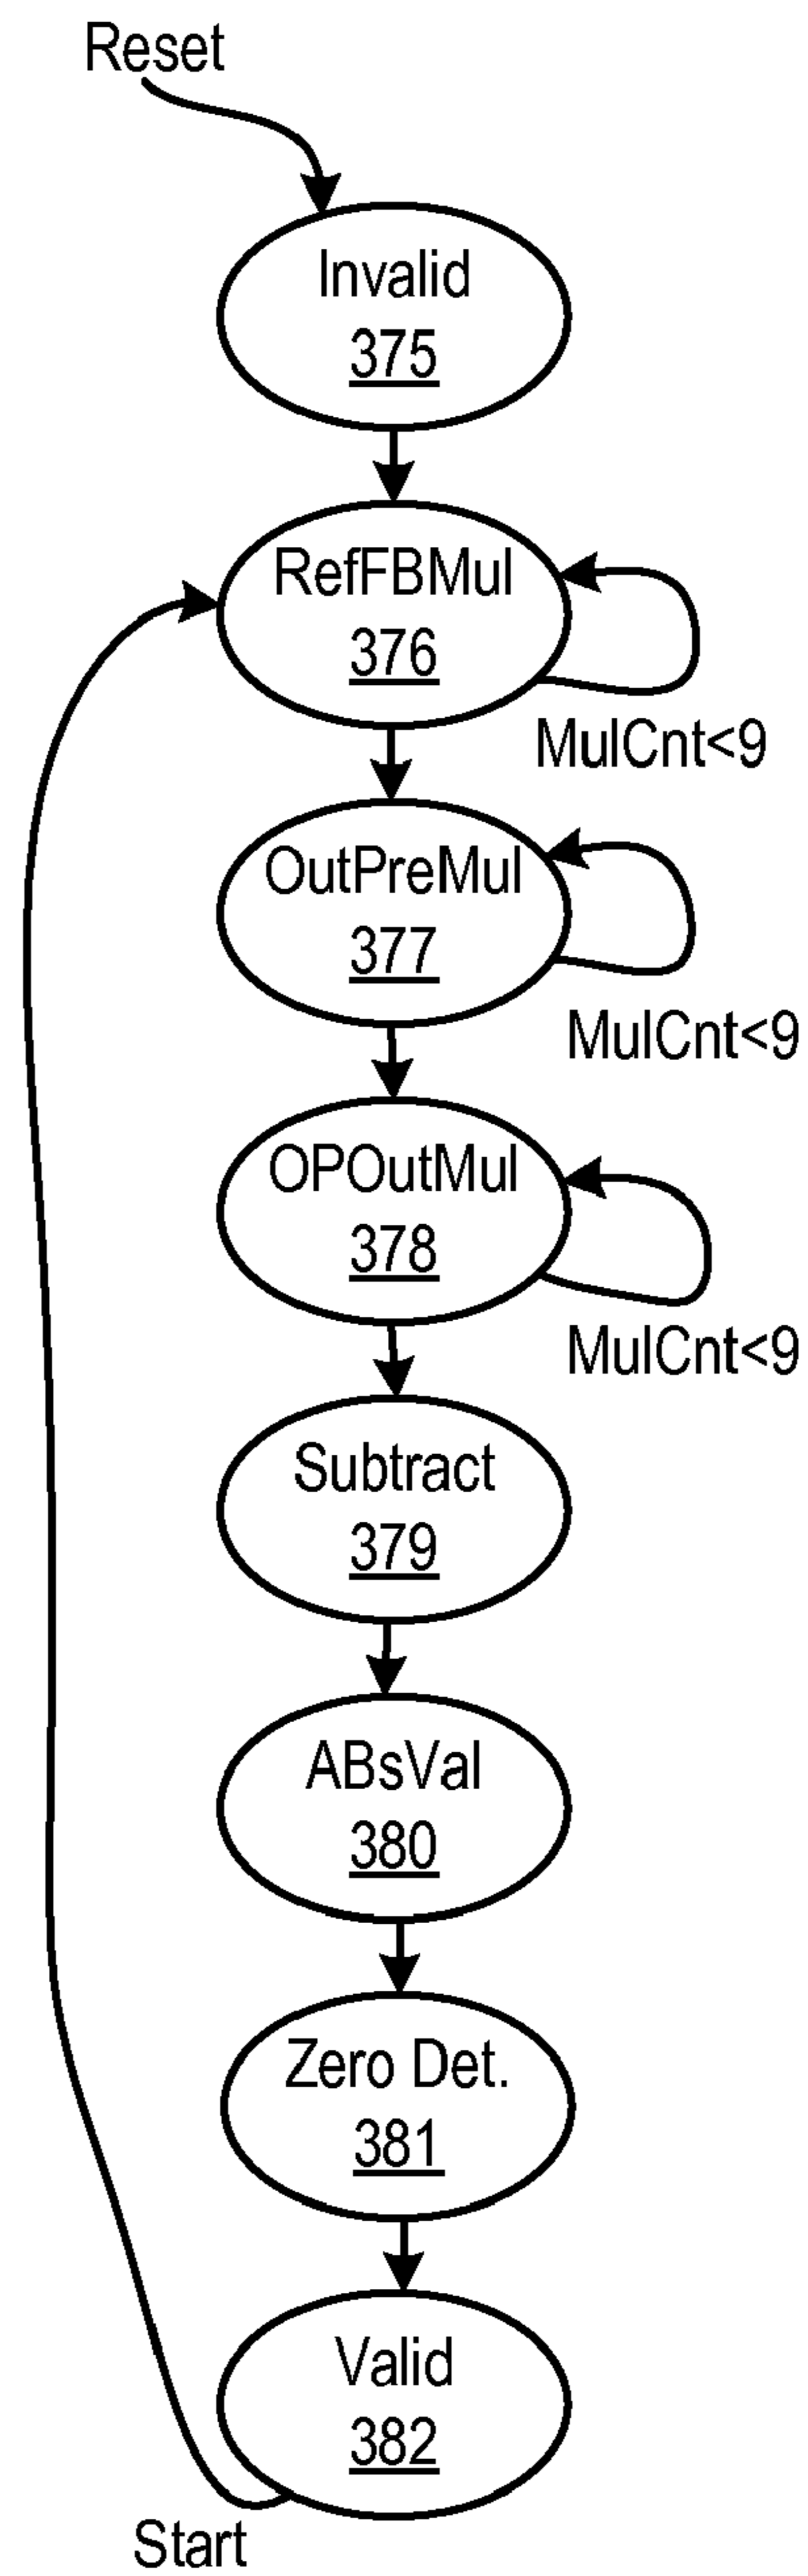 Reset
Invalid
375
RefFBMul
376
MulCnt<9
OutPreMul
377
MulCnt<9
OPOutMul
378
MulCnt<9
Subtract
379
ABsVal
380
Zero Det.
381
Valid
382
Start